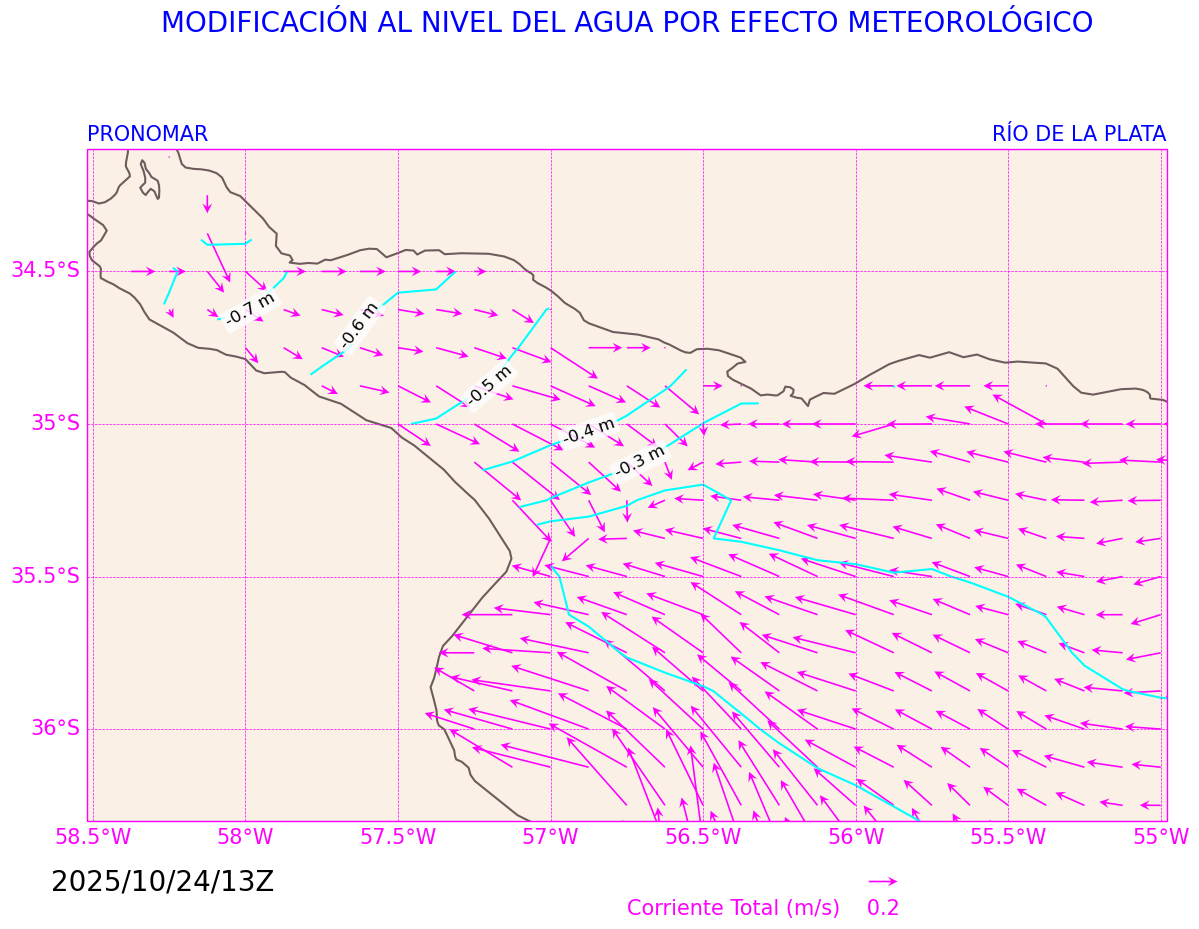 MODIFICACIÓN AL NIVEL DEL AGUA POR EFECTO METEOROLÓGICO
PRONOMAR
RÍO DE LA PLATA
34.5°S
-0.7 m
-0.6 m
-0.5 m
35°S
-0.4 m
-0.3 m
35.5°S
36°S
58.5°W 58°W 57.5°W 57°W 56.5°W 56°W 55.5°W 55°W
2025/10/24/13Z
Corriente Total (m/s) 0.2